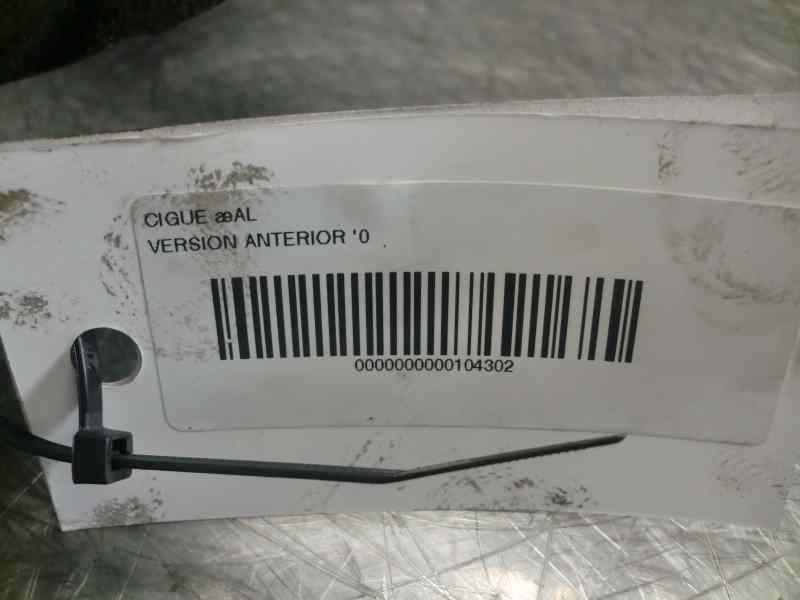 CIGUE æAL
VERSION ANTERIOR '0
0000000000104302